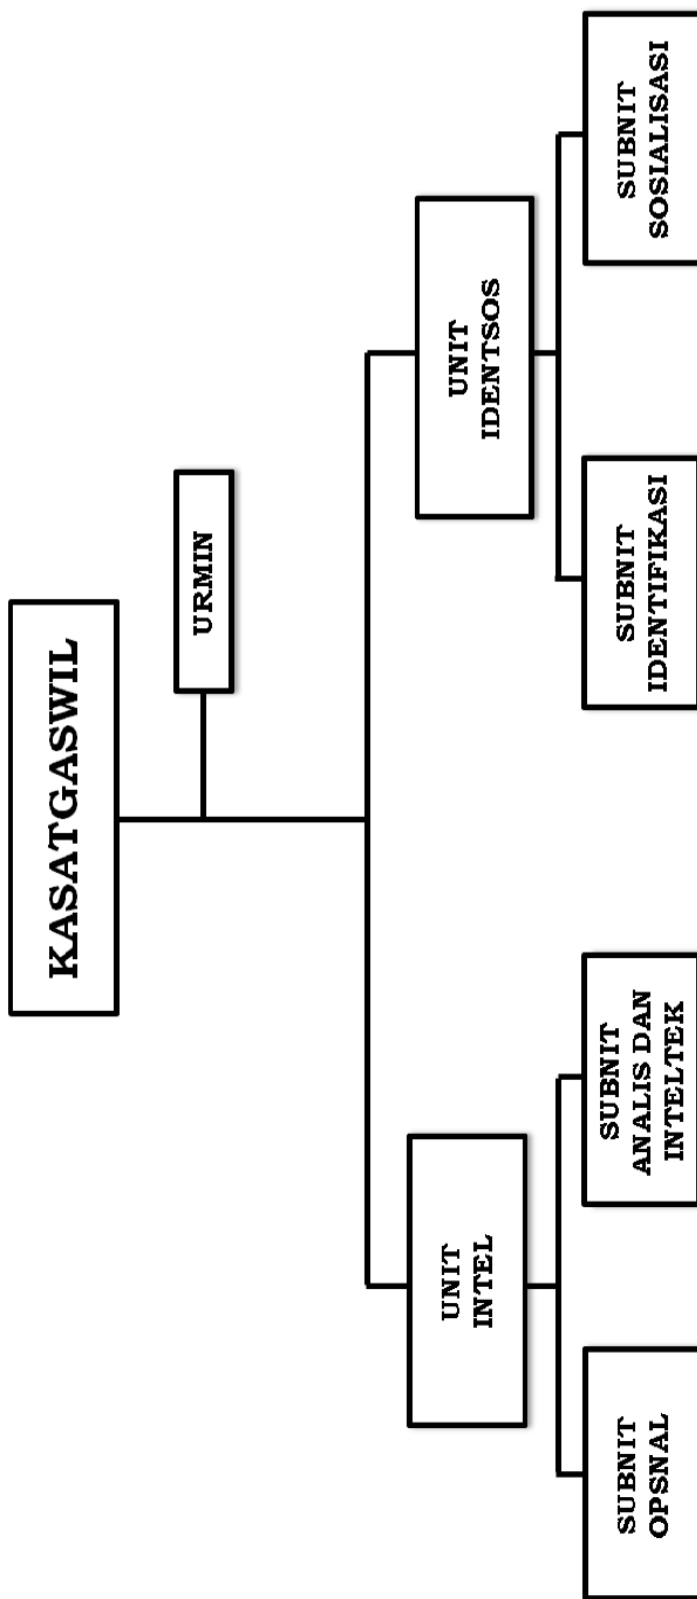 KASATGASWIL
URMIN
UNIT
INTEL
UNIT
IDENTSOS
SUBNIT
OPSNAL
SUBNIT
ANALIS DAN
INTELTEK
SUBNIT
IDENTIFIKASI
SUBNIT
SOSIALISASI